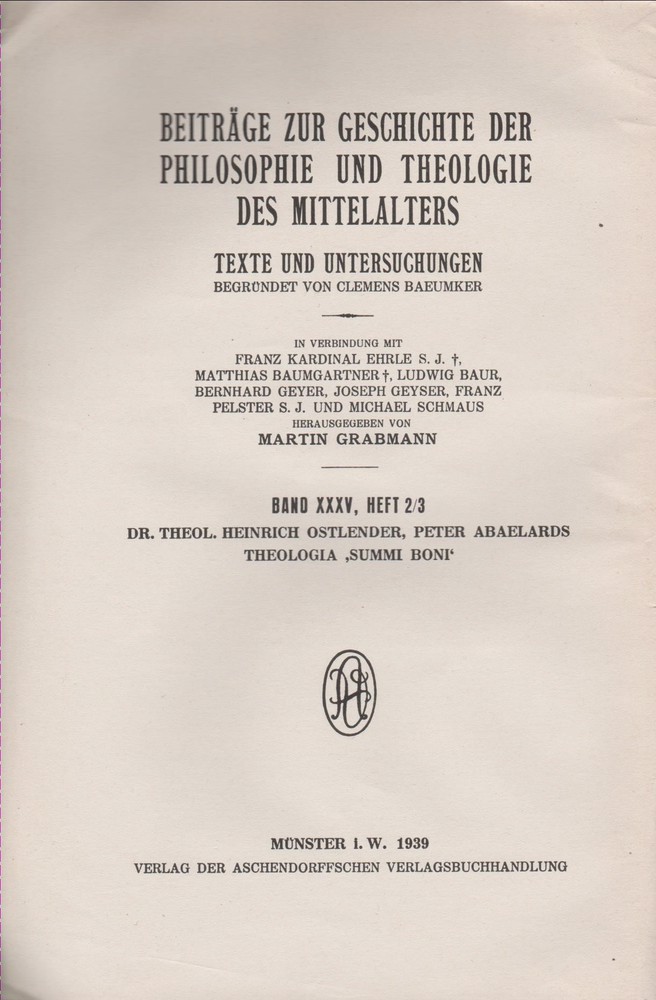 BEITRÄGE ZUR GESCHICHTE DER
PHILOSOPHIE UND THEOLOGIE
DES MITTELALTERS
TEXTE UND UNTERSUCHUNGEN
BEGRÜNDET VON CLEMENS BAEUMKER
IN VERBINDUNG MIT
FRANZ KARDINAL EHRLE S. J. †,
MATTHIAS BAUMGARTNER †, LUDWIG BAUR,
BERNHARD GEYER, JOSEPH GEYSER, FRANZ
PELSTER S. J. UND MICHAEL SCHMAUS
HERAUSGEGEBEN VON
MARTIN GRABMANN
BAND XXXV, HEFT 2/3
DR. THEOL. HEINRICH OSTLENDER, PETER ABAELARDS
THEOLOGIA ‚SUMMI BONI‘
MÜNSTER i. W. 1939
VERLAG DER ASCHENDORFFSCHEN VERLAGSBUCHHANDLUNG